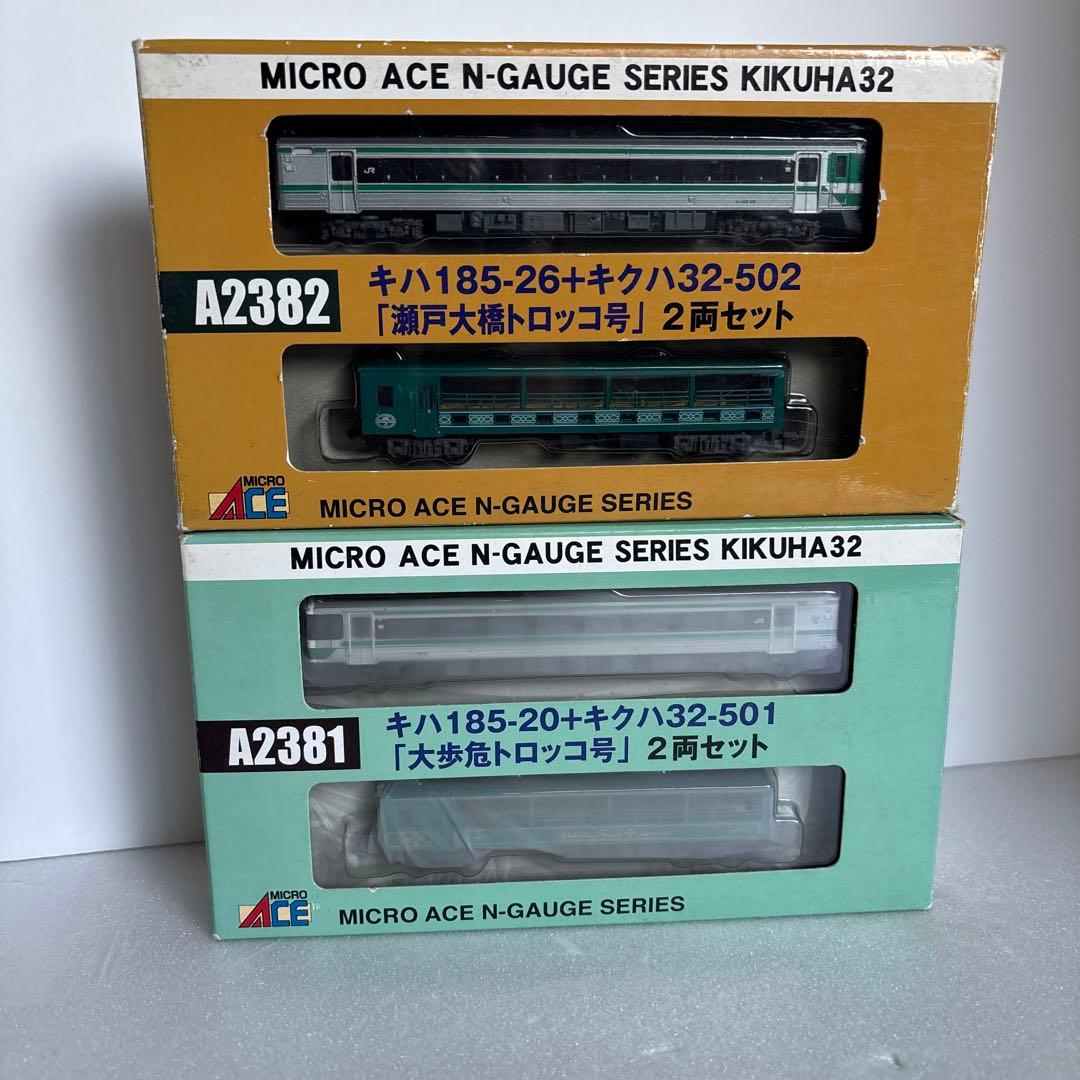 MICRO ACE N-GAUGE SERIES KIKUHA32
JR
キハ185-26+キクハ32-502
A2382
「瀬戸大橋トロッコ号」 2両セット
MICRO
ACE
MICRO ACE N-GAUGE SERIES
MICRO ACE N-GAUGE SERIES KIKUHA32
JR
キハ185-20+キクハ32-501
A2381
「大歩危トロッコ号」 2両セット
MICRO
ACE
MICRO ACE N-GAUGE SERIES